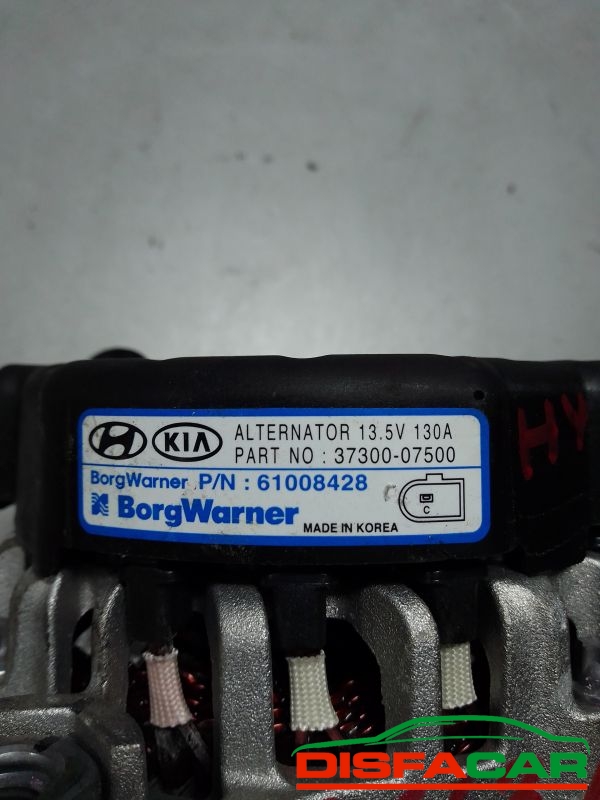 KIA
ALTERNATOR 13.5V 130A
PART NO : 37300-07500
BorgWarner P/N : 61008428
BorgWarner
C
MADE IN KOREA
HY
DISFACAR